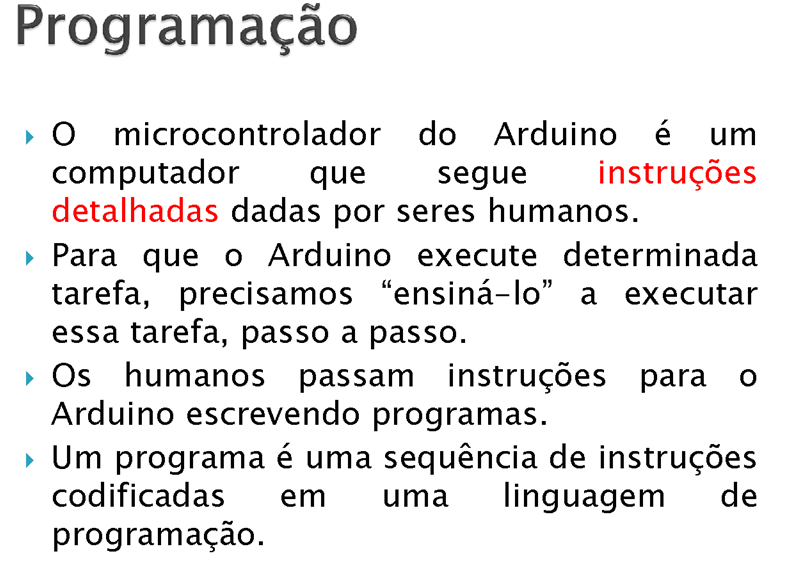 Programação
O microcontrolador do Arduino é um
computador que segue instruções
detalhadas dadas por seres humanos.
Para que o Arduino execute determinada
tarefa, precisamos “ensiná-lo” a executar
essa tarefa, passo a passo.
Os humanos passam instruções para o
Arduino escrevendo programas.
Um programa é uma sequência de instruções
codificadas em uma linguagem de
programação.